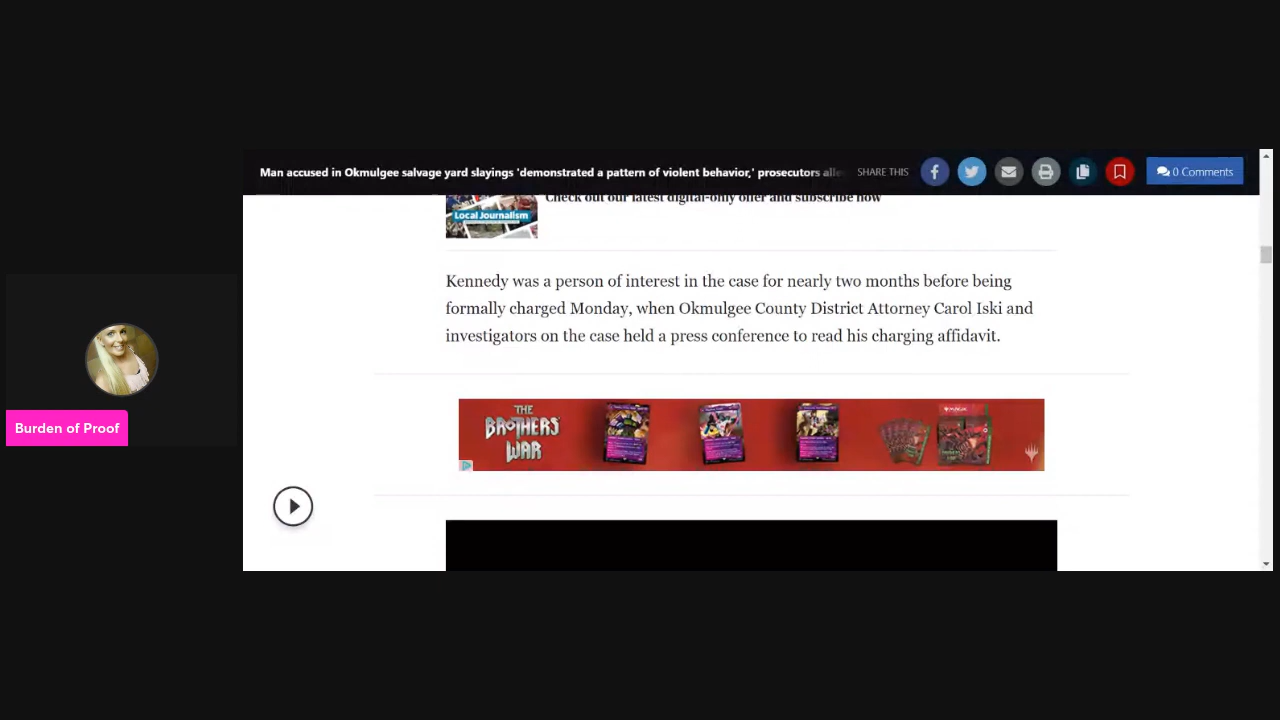 Man accused in Okmulgee salvage yard slayings 'demonstrated a pattern of violent behavior,' prosecutors
SHARE THIS
0 Comments
Local Journalism
Check out our latest digital-only offer and subscribe now
Kennedy was a person of interest in the case for nearly two months before being
formally charged Monday, when Okmulgee County District Attorney Carol Iski and
investigators on the case held a press conference to read his charging affidavit.
THE
BROTHERS'
WAR
Burden of Proof